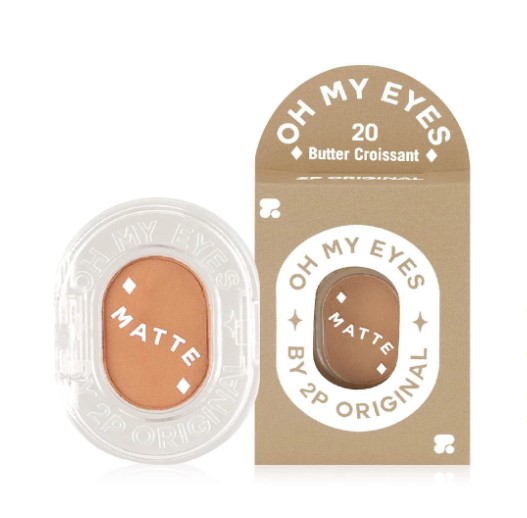 OH MY EYES
20
Butter Croissant
2P ORIGINAL
OH MY EYES
MATTE
BY 2P ORIGINAL
OH MY EYES
MATTE
BY 2P ORIGINAL